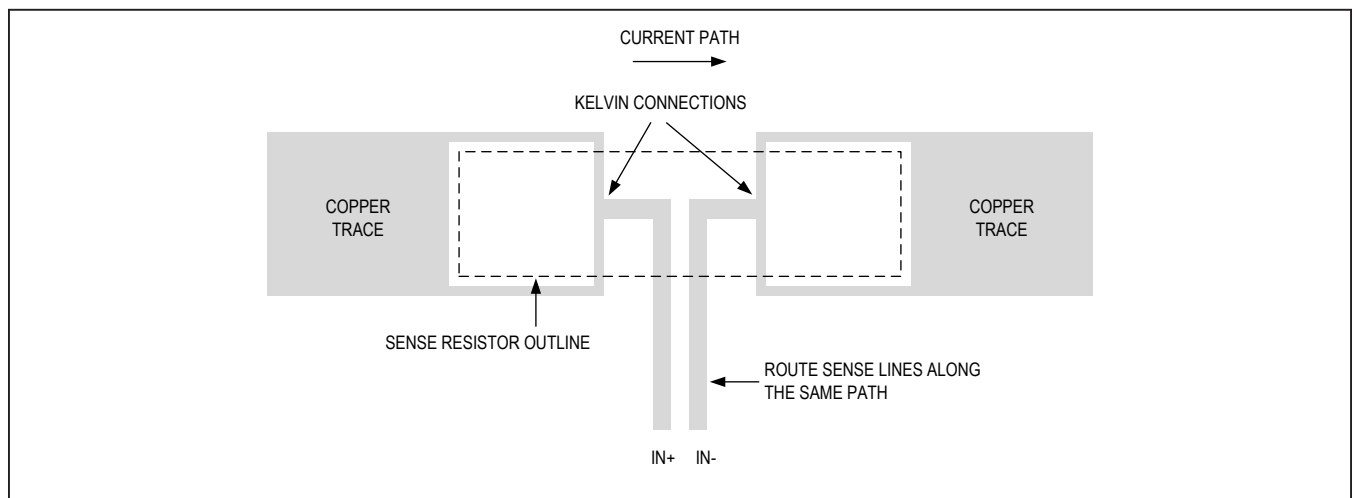 CURRENT PATH
KELVIN CONNECTIONS
COPPER
TRACE
COPPER
TRACE
SENSE RESISTOR OUTLINE
ROUTE SENSE LINES ALONG
THE SAME PATH
IN+
IN-